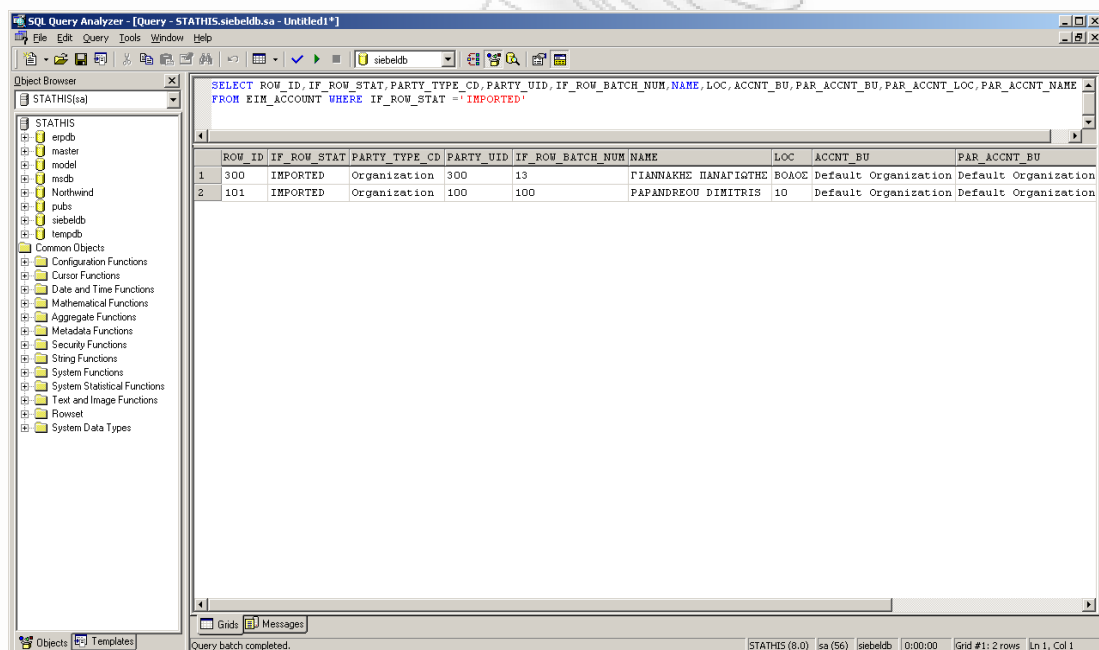 SQL Query Analyzer - [Query - STATHIS.siebeldb.sa - Untitled1*]
File Edit Query Tools Window Help
siebeldb
Object Browser
STATHIS(sa)
STATHIS
erpdb
master
model
msdb
Northwind
pubs
siebeldb
tempdb
Common Objects
Configuration Functions
Cursor Functions
Date and Time Functions
Mathematical Functions
Aggregate Functions
Metadata Functions
Security Functions
String Functions
System Functions
System Statistical Functions
Text and Image Functions
Rowset
System Data Types
Objects Templates
SELECT ROW_ID,IF_ROW_STAT,PARTY_TYPE_CD,PARTY_UID,IF_ROW_BATCH_NUM,NAME,LOC,ACCNT_BU,PAR_ACCNT_BU,PAR_ACCNT_LOC,PAR_ACCNT_NAME
FROM EIM_ACCOUNT WHERE IF_ROW_STAT ='IMPORTED'
ROW_ID IF_ROW_STAT PARTY_TYPE_CD PARTY_UID IF_ROW_BATCH_NUM NAME LOC ACCNT_BU PAR_ACCNT_BU
1 300 IMPORTED Organization 300 13 ΓΙΑΝΝΑΚΗΣ ΠΑΝΑΓΙΩΤΗΣ ΒΟΛΟΣ Default Organization Default Organization
2 101 IMPORTED Organization 100 100 PAPANDREOU DIMITRIS 10 Default Organization Default Organization
Grids Messages
Query batch completed. STATHIS (8.0) sa (56) siebeldb 0:00:00 Grid #1: 2 rows Ln 1, Col 1